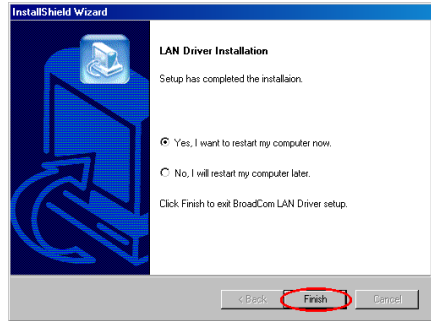 InstallShield Wizard
LAN Driver Installation
Setup has completed the installaion.
Yes, I want to restart my computer now.
No, I will restart my computer later.
Click Finish to exit BroadCom LAN Driver setup.
< Back Finish Cancel